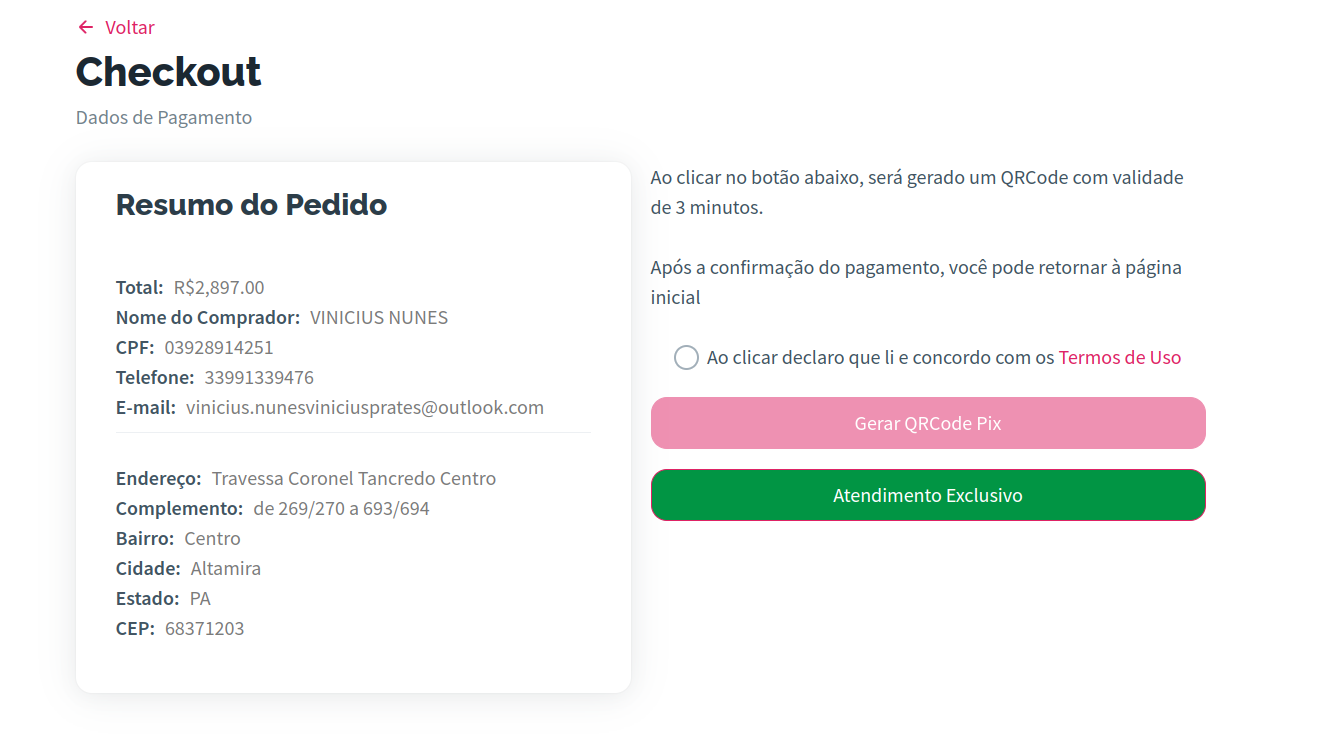 Voltar
Checkout
Dados de Pagamento
Resumo do Pedido
Total: R$2,897.00
Nome do Comprador: VINICIUS NUNES
CPF: 03928914251
Telefone: 33991339476
E-mail: vinicius.nunesviniciusprates@outlook.com
Endereço: Travessa Coronel Tancredo Centro
Complemento: de 269/270 a 693/694
Bairro: Centro
Cidade: Altamira
Estado: PA
CEP: 68371203
Ao clicar no botão abaixo, será gerado um QRCode com validade
de 3 minutos.
Após a confirmação do pagamento, você pode retornar à página
inicial
Ao clicar declaro que li e concordo com os Termos de Uso
Gerar QRCode Pix
Atendimento Exclusivo